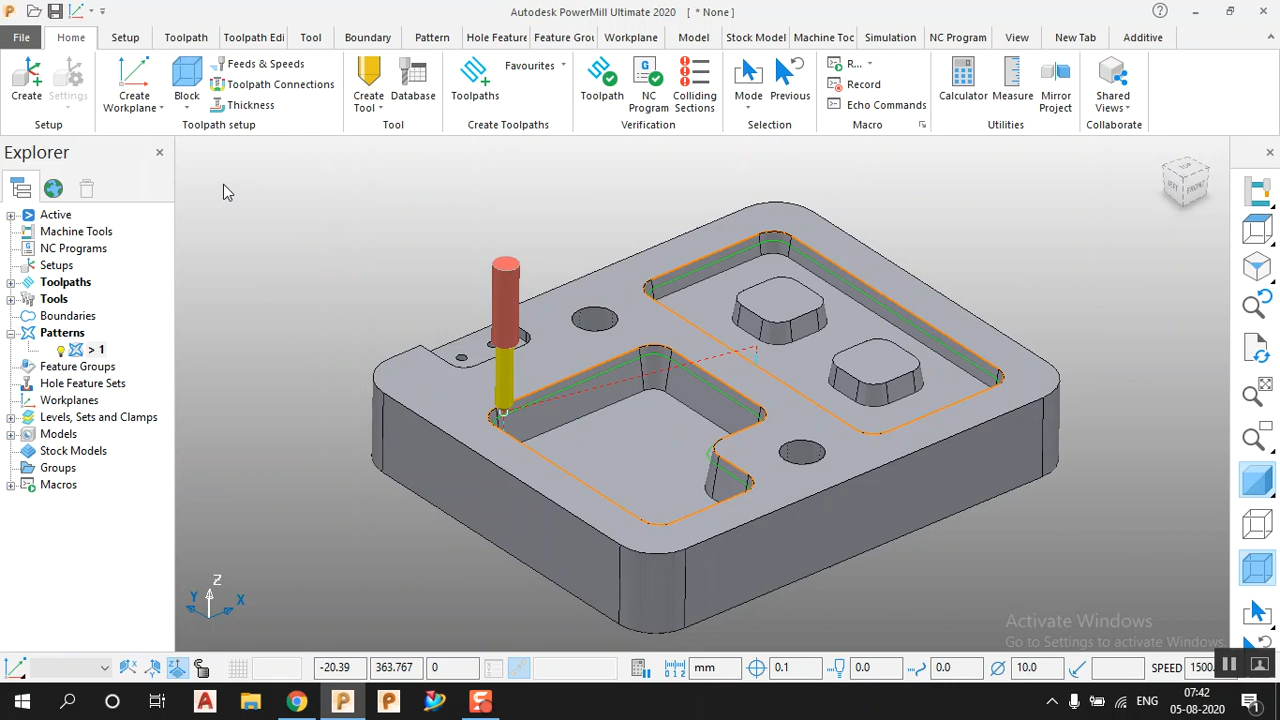 Autodesk PowerMill Ultimate 2020 [ * None ]
File Home Setup Toolpath Toolpath Edi Tool Boundary Pattern Hole Feature Feature Grou Workplane Model Stock Model Machine Toc Simulation NC Program New Tab View Additive
Create
Settings
Setup
Create Workplane
Block
Feeds & Speeds
Toolpath Connections
Thickness
Toolpath setup
Create Tool
Database
Tool
Toolpaths
Favourites
Create Toolpaths
Toolpath
NC Program
Colliding Sections
Verification
Mode
Previous
Selection
R...
Record
Echo Commands
Macro
Calculator
Measure
Mirror Project
Utilities
Shared Views
Collaborate
Explorer
Active
Machine Tools
NC Programs
Setups
Toolpaths
Tools
Boundaries
Patterns
> 1
Feature Groups
Hole Feature Sets
Workplanes
Levels, Sets and Clamps
Models
Stock Models
Groups
Macros
TOP
LEFT
FRONT
Z
Y
X
Activate Windows
Go to Settings to activate Windows.
-20.39 363.767 0 mm 0.1 0.0 0.0 10.0 SPEED 1500.
ENG
07:42
05-08-2020